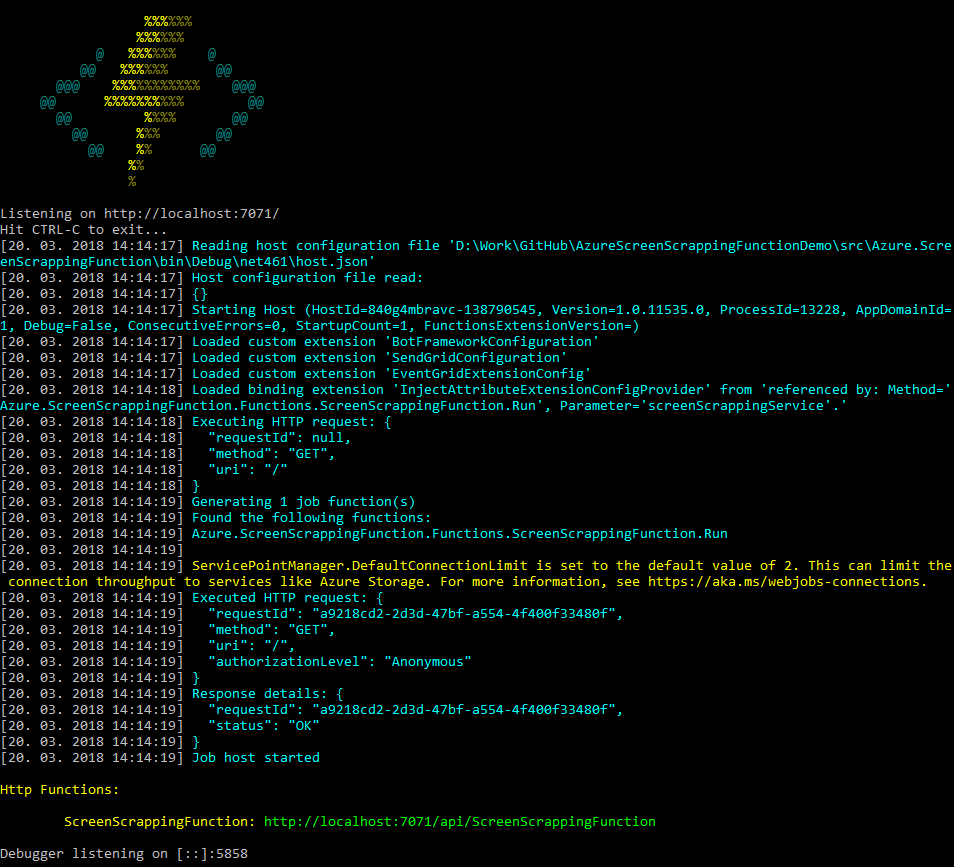 %%%%%%
%%%%%%
@ %%%%%% @
@@ %%%%%% @@
@@@ %%%%%%%%%%% @@@
@@ %%%%%%%%%% @@
@@ %%%% @@
@@ %%% @@
@@ %% @@
%%
%
Listening on http://localhost:7071/
Hit CTRL-C to exit...
[20. 03. 2018 14:14:17] Reading host configuration file 'D:\Work\GitHub\AzureScreenScrappingFunctionDemo\src\Azure.Scre
enScrappingFunction\bin\Debug\net461\host.json'
[20. 03. 2018 14:14:17] Host configuration file read:
[20. 03. 2018 14:14:17] {}
[20. 03. 2018 14:14:17] Starting Host (HostId=840g4mbravc-138790545, Version=1.0.11535.0, ProcessId=13228, AppDomainId=
1, Debug=False, ConsecutiveErrors=0, StartupCount=1, FunctionsExtensionVersion=)
[20. 03. 2018 14:14:17] Loaded custom extension 'BotFrameworkConfiguration'
[20. 03. 2018 14:14:17] Loaded custom extension 'SendGridConfiguration'
[20. 03. 2018 14:14:17] Loaded custom extension 'EventGridExtensionConfig'
[20. 03. 2018 14:14:18] Loaded binding extension 'InjectAttributeExtensionConfigProvider' from 'referenced by: Method='
Azure.ScreenScrappingFunction.Functions.ScreenScrappingFunction.Run', Parameter='screenScrappingService'.'
[20. 03. 2018 14:14:18] Executing HTTP request: {
[20. 03. 2018 14:14:18]   "requestId": null,
[20. 03. 2018 14:14:18]   "method": "GET",
[20. 03. 2018 14:14:18]   "uri": "/"
[20. 03. 2018 14:14:18] }
[20. 03. 2018 14:14:19] Generating 1 job function(s)
[20. 03. 2018 14:14:19] Found the following functions:
[20. 03. 2018 14:14:19] Azure.ScreenScrappingFunction.Functions.ScreenScrappingFunction.Run
[20. 03. 2018 14:14:19]
[20. 03. 2018 14:14:19] ServicePointManager.DefaultConnectionLimit is set to the default value of 2. This can limit the
 connection throughput to services like Azure Storage. For more information, see https://aka.ms/webjobs-connections.
[20. 03. 2018 14:14:19] Executed HTTP request: {
[20. 03. 2018 14:14:19]   "requestId": "a9218cd2-2d3d-47bf-a554-4f400f33480f",
[20. 03. 2018 14:14:19]   "method": "GET",
[20. 03. 2018 14:14:19]   "uri": "/",
[20. 03. 2018 14:14:19]   "authorizationLevel": "Anonymous"
[20. 03. 2018 14:14:19] }
[20. 03. 2018 14:14:19] Response details: {
[20. 03. 2018 14:14:19]   "requestId": "a9218cd2-2d3d-47bf-a554-4f400f33480f",
[20. 03. 2018 14:14:19]   "status": "OK"
[20. 03. 2018 14:14:19] }
[20. 03. 2018 14:14:19] Job host started
Http Functions:
ScreenScrappingFunction: http://localhost:7071/api/ScreenScrappingFunction
Debugger listening on [::]:5858